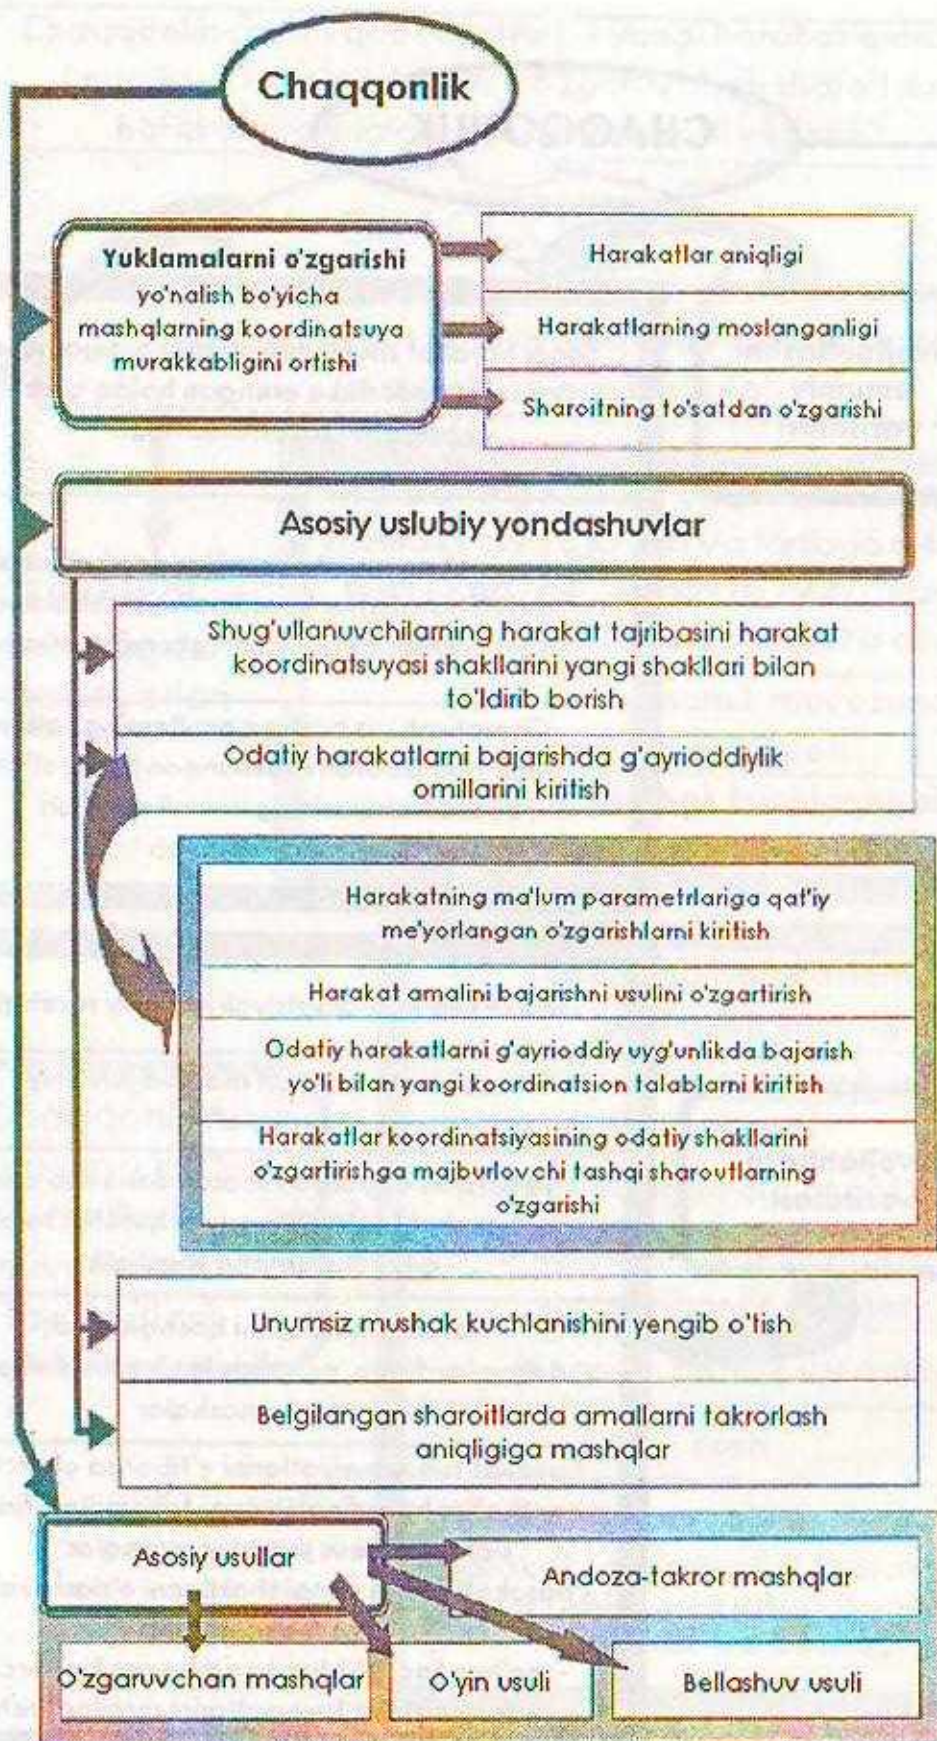 Chaqqonlik
Yuklamalarni o'zgarishi
yo'nalish bo'yicha
mashqlarning koordinatsuya
murakkabligini ortishi
Harakatlar aniqligi
Harakatlarning moslanganligi
Sharoitning to'satdan o'zgarishi
Asosiy uslubiy yondashuvlar
Shug'ullanuvchilarning harakat tajribasini harakat
koordinatsuyasi shakllarini yangi shakllari bilan
to'ldirib borish
Odatiy harakatlarni bajarishda g'ayrioddiylik
omillarini kiritish
Harakatning ma'lum parametrlariga qat'iy
me'yorlangan o'zgarishlarni kiritish
Harakat amalini bajarishni usulini o'zgartirish
Odatiy harakatlarni g'ayrioddiy uyg'unlikda bajarish
yo'li bilan yangi koordinatsion talablarni kiritish
Harakatlar koordinatsiyasining odatiy shakllarini
o'zgartirishga majburlovchi tashqi sharoutlarning
o'zgarishi
Unumsiz mushak kuchlanishini yengib o'tish
Belgilangan sharoitlarda amallarni takrorlash
aniqligiga mashqlar
Asosiy usullar
Andoza-takror mashqlar
O'zgaruvchan mashqlar
O'yin usuli
Bellashuv usuli